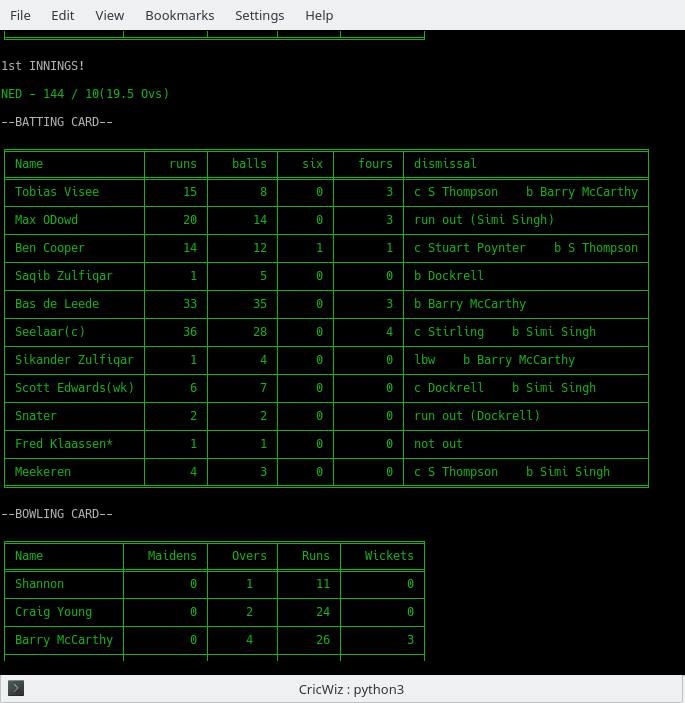 File Edit View Bookmarks Settings Help
1st INNINGS!
NED - 144 / 10(19.5 Ovs)
--BATTING CARD--
Name runs balls six fours dismissal
Tobias Visee 15 8 0 3 c S Thompson b Barry McCarthy
Max ODowd 20 14 0 3 run out (Simi Singh)
Ben Cooper 14 12 1 1 c Stuart Poynter b S Thompson
Saqib Zulfiqar 1 5 0 0 b Dockrell
Bas de Leede 33 35 0 3 b Barry McCarthy
Seelaar(c) 36 28 0 4 c Stirling b Simi Singh
Sikander Zulfiqar 1 4 0 0 lbw b Barry McCarthy
Scott Edwards(wk) 6 7 0 0 c Dockrell b Simi Singh
Snater 2 2 0 0 run out (Dockrell)
Fred Klaassen* 1 1 0 0 not out
Meekeren 4 3 0 0 c S Thompson b Simi Singh
--BOWLING CARD--
Name Maidens Overs Runs Wickets
Shannon 0 1 11 0
Craig Young 0 2 24 0
Barry McCarthy 0 4 26 3
CricWiz : python3